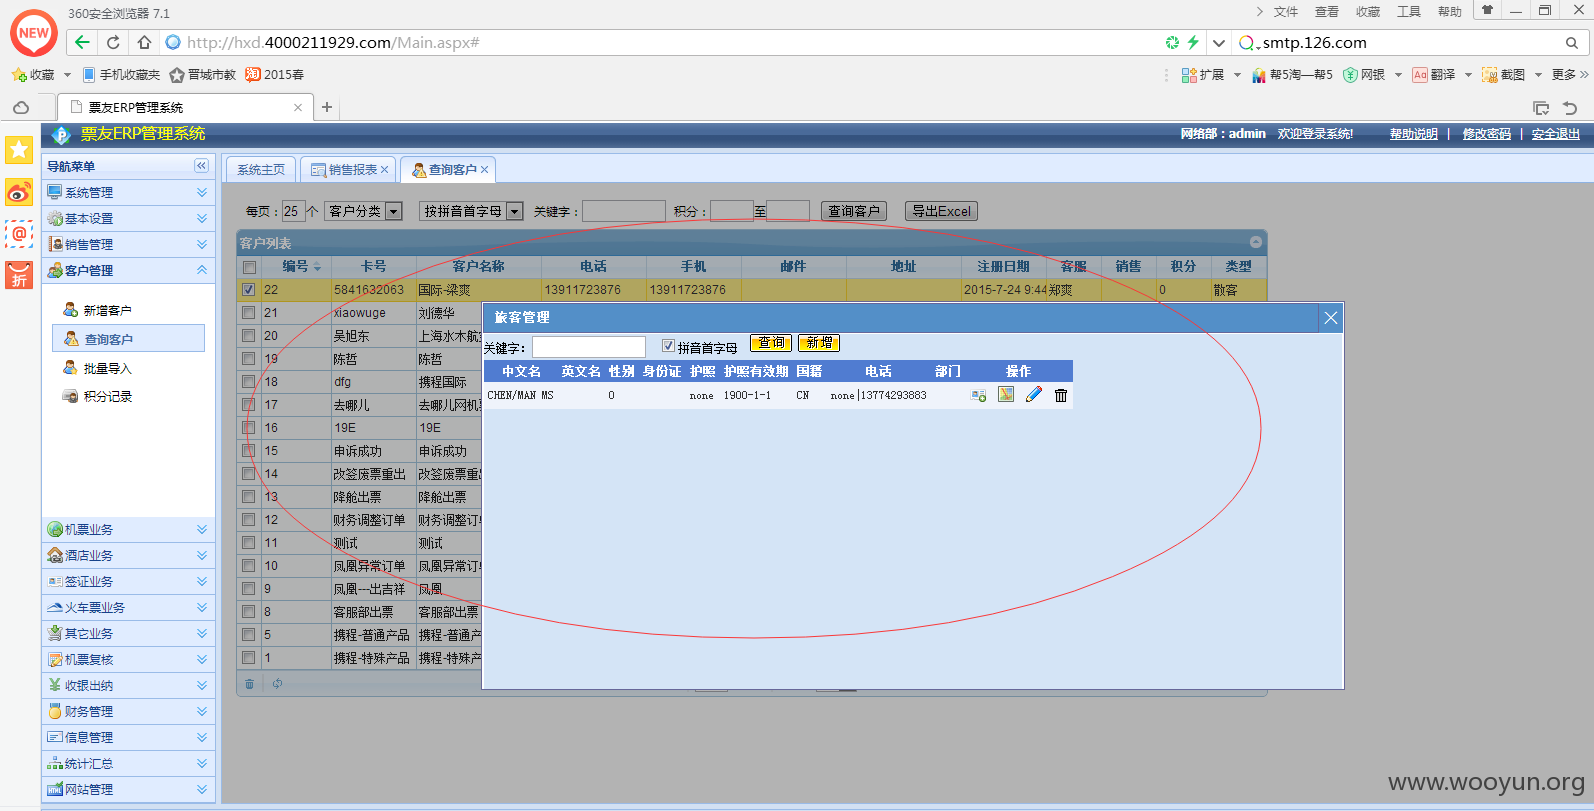 360安全浏览器 7.1
文件 查看 收藏 工具 帮助
NEW
http://hxd.4000211929.com/Main.aspx#
smtp.126.com
收藏 手机收藏夹 晋城市教 淘 2015春
扩展 帮5淘—帮5 网银 Aあ 翻译 截图 更多 »
票友ERP管理系统
票友ERP管理系统
网络部：admin 欢迎登录系统! 帮助说明 | 修改密码 | 安全退出
导航菜单
系统管理
基本设置
销售管理
客户管理
新增客户
查询客户
批量导入
积分记录
机票业务
酒店业务
签证业务
火车票业务
其它业务
机票复核
收银出纳
财务管理
信息管理
统计汇总
网站管理
折
系统主页 销售报表 查询客户
每页：25 个 客户分类 按拼音首字母 关键字： 积分： 至 查询客户 导出Excel
客户列表
编号 卡号 客户名称 电话 手机 邮件 地址 注册日期 客服 销售 积分 类型
22 5841632063 国际-梁爽 13911723876 13911723876 2015-7-24 9:44 郑爽 0 散客
21 xiaowuge 刘德华
20 吴旭东 上海水木航
19 陈哲 陈哲
18 dfg 携程国际
17 去哪儿 去哪儿网机
16 19E 19E
15 申诉成功 申诉成功
14 改签废票重出 改签废票重
13 降舱出票 降舱出票
12 财务调整订单 财务调整订
11 测试 测试
10 凤凰异常订单 凤凰异常订
9 凤凰---出吉祥 凤凰
8 客服部出票 客服部出票
5 携程-普通产品 携程-普通产
1 携程-特殊产品 携程-特殊产
旅客管理
关键字： 拼音首字母 查询 新增
中文名 英文名 性别 身份证 护照 护照有效期 国籍 电话 部门 操作
CHEN/MAN MS 0 none 1900-1-1 CN none|13774293883
www.wooyun.org